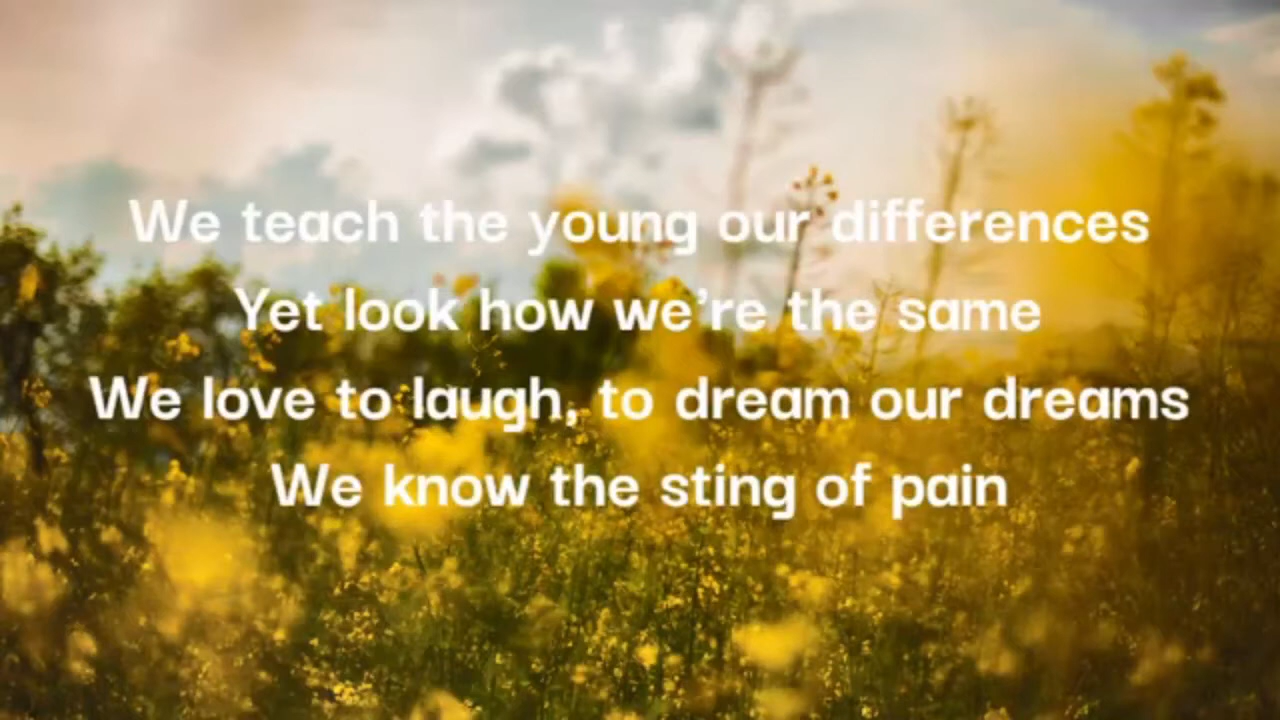 We teach the young our differences
Yet look how we’re the same
We love to laugh, to dream our dreams
We know the sting of pain